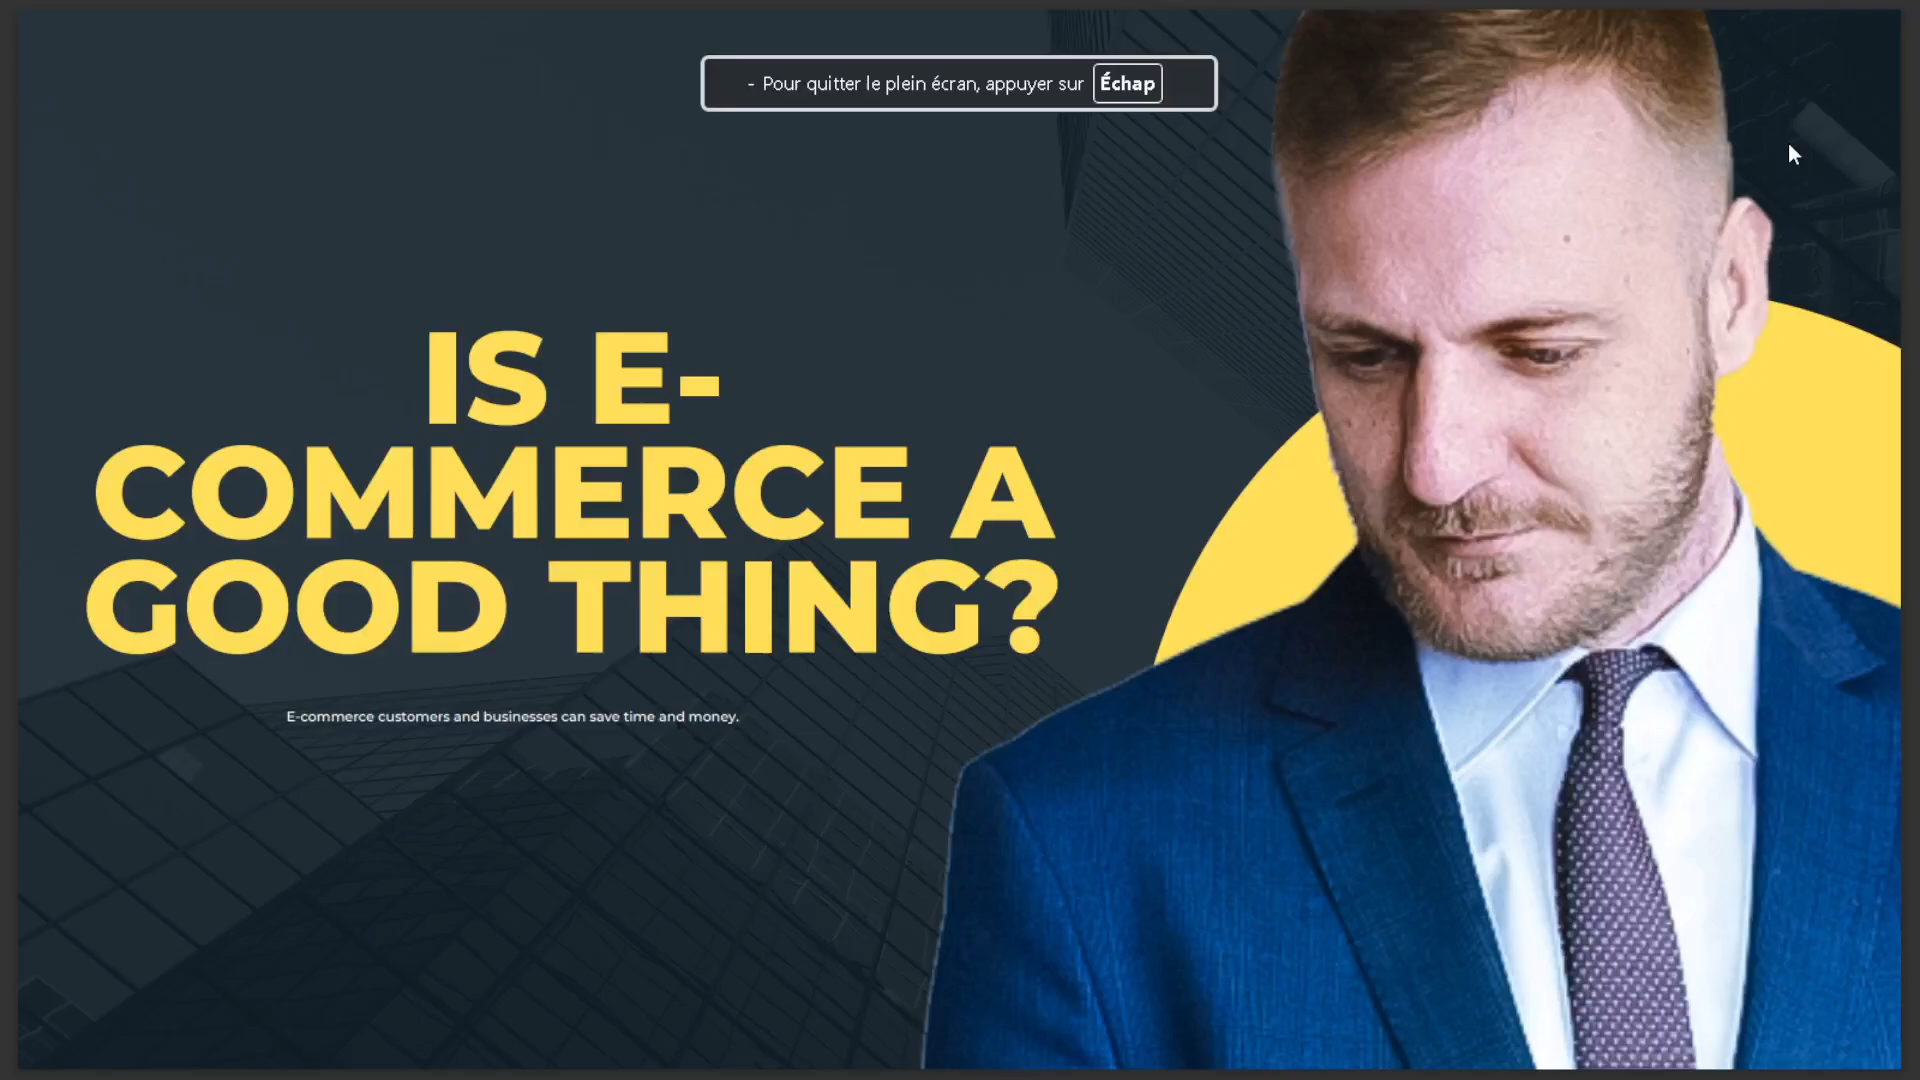 - Pour quitter le plein écran, appuyer sur Échap
IS E-
COMMERCE A
GOOD THING?
E-commerce customers and businesses can save time and money.